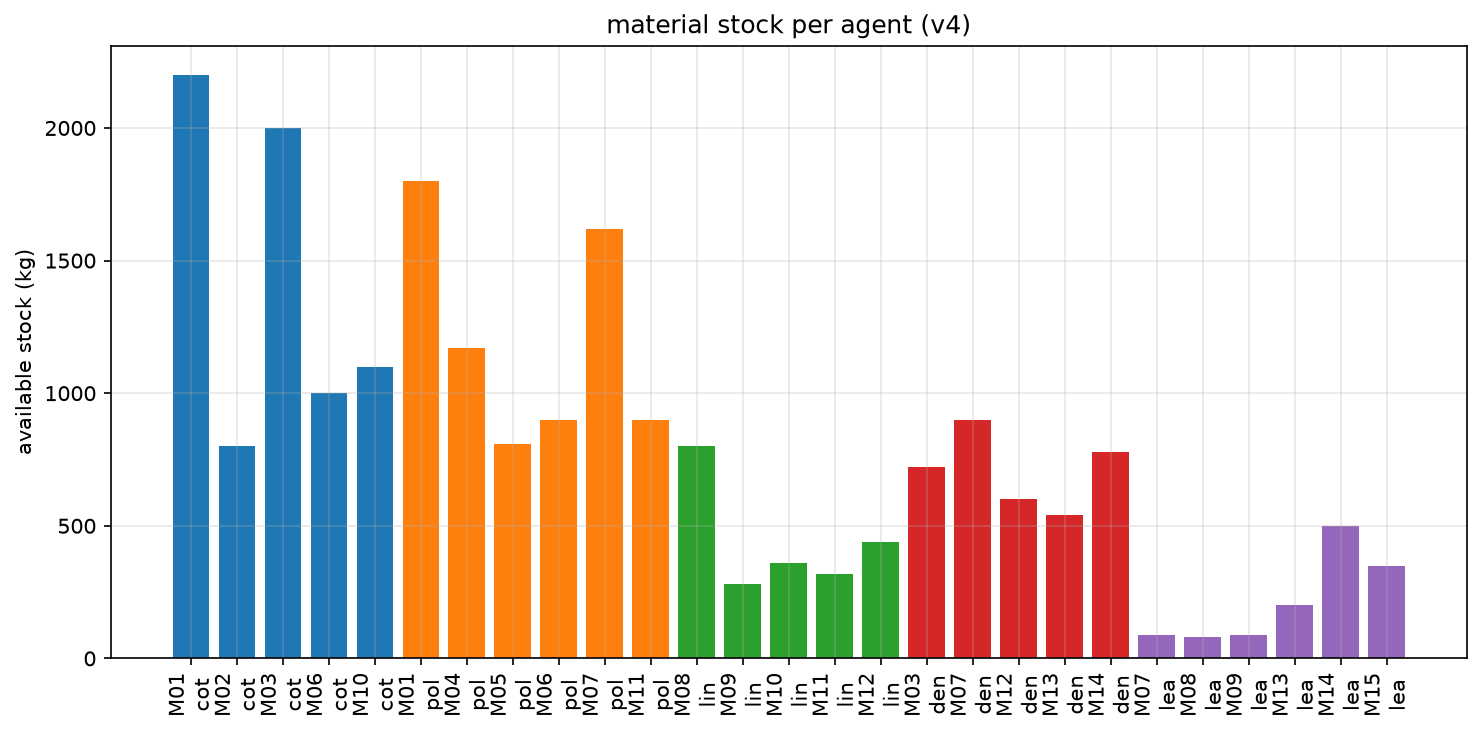 material stock per agent (v4)
available stock (kg)
2000
1500
1000
500
0
M01
cot
M02
cot
M03
cot
M06
cot
M10
cot
M01
pol
M04
pol
M05
pol
M06
pol
M07
pol
M11
pol
M08
lin
M09
lin
M10
lin
M11
lin
M12
lin
M03
den
M07
den
M12
den
M13
den
M14
den
M07
lea
M08
lea
M09
lea
M13
lea
M14
lea
M15
lea